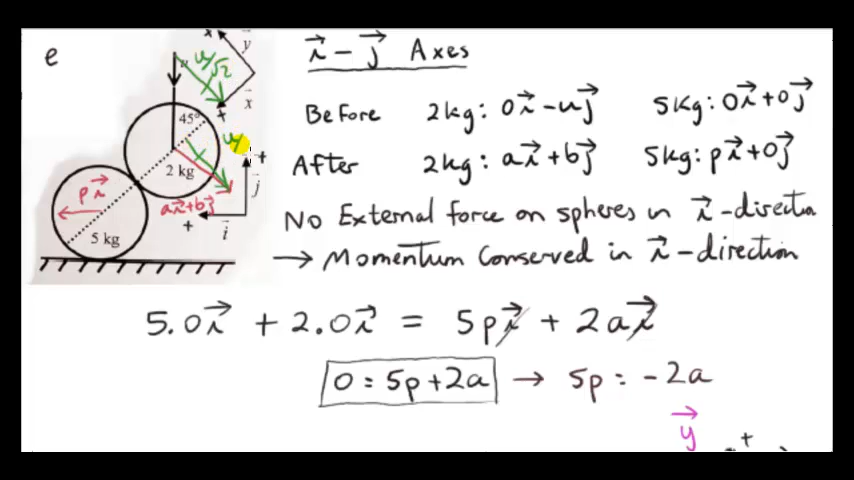 e
i⃗ - j⃗ Axes
Before 2kg: 0i⃗ - uj⃗ 5kg: 0i⃗+0j⃗
After 2kg: ai⃗+bj⃗ 5kg: pi⃗+0j⃗
No External force on spheres in i⃗-direction
→ Momentum Conserved in i⃗-direction
5.0i⃗ + 2.0i⃗ = 5pi⃗ + 2ai⃗
0 = 5p+2a → 5p = -2a
y⃗
+
x
y⃗
u
u/√2
x⃗
+
45°
u/
+
2 kg
pi⃗
ai⃗+bj⃗
j⃗
+
i⃗
5 kg